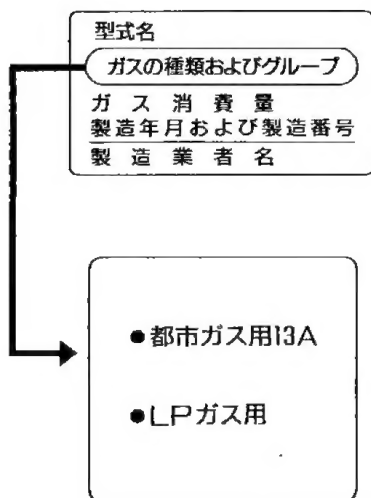 型式名
ガスの種類およびグループ
ガス消費量
製造年月および製造番号
製造業者名
●都市ガス用13A
●LPガス用